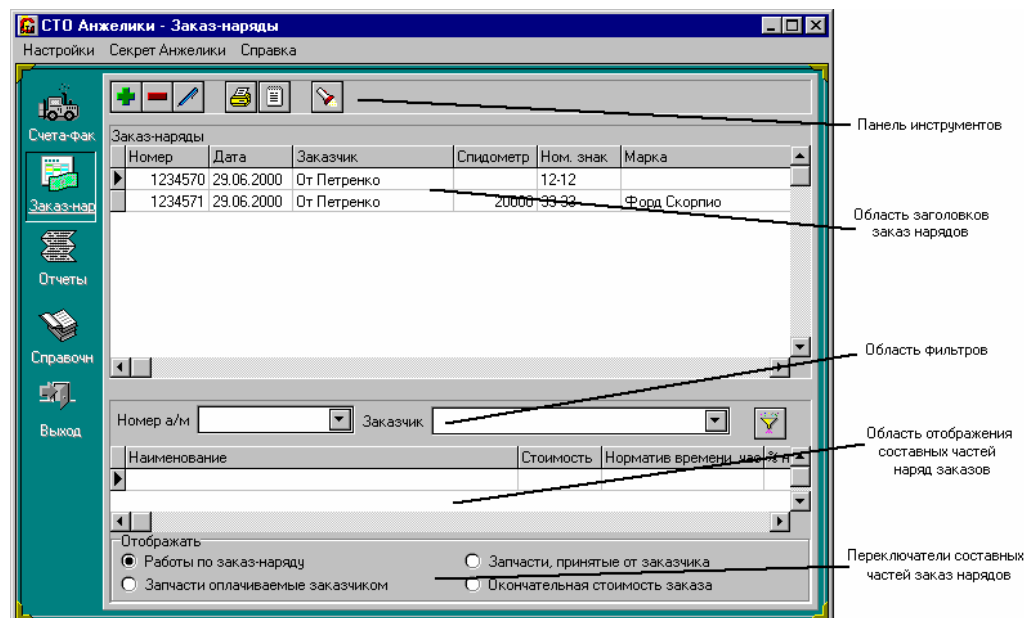 СТО Анжелики - Заказ-наряды
Настройки Секрет Анжелики Справка
Счета-фак
Заказ-нар
Отчеты
Справочн
Выход
Заказ-наряды
Номер Дата Заказчик Спидометр Ном. знак Марка
1234570 29.06.2000 От Петренко 12-12
1234571 29.06.2000 От Петренко 20000 33-33 Форд Скорпио
Номер а/м Заказчик
Наименование Стоимость Норматив времени, час % н
Отображать
Работы по заказ-наряду Запчасти, принятые от заказчика
Запчасти оплачиваемые заказчиком Окончательная стоимость заказа
Панель инструментов
Область заголовков
заказ нарядов
Область фильтров
Область отображения
составных частей
наряд заказов
Переключатели составных
частей заказ нарядов